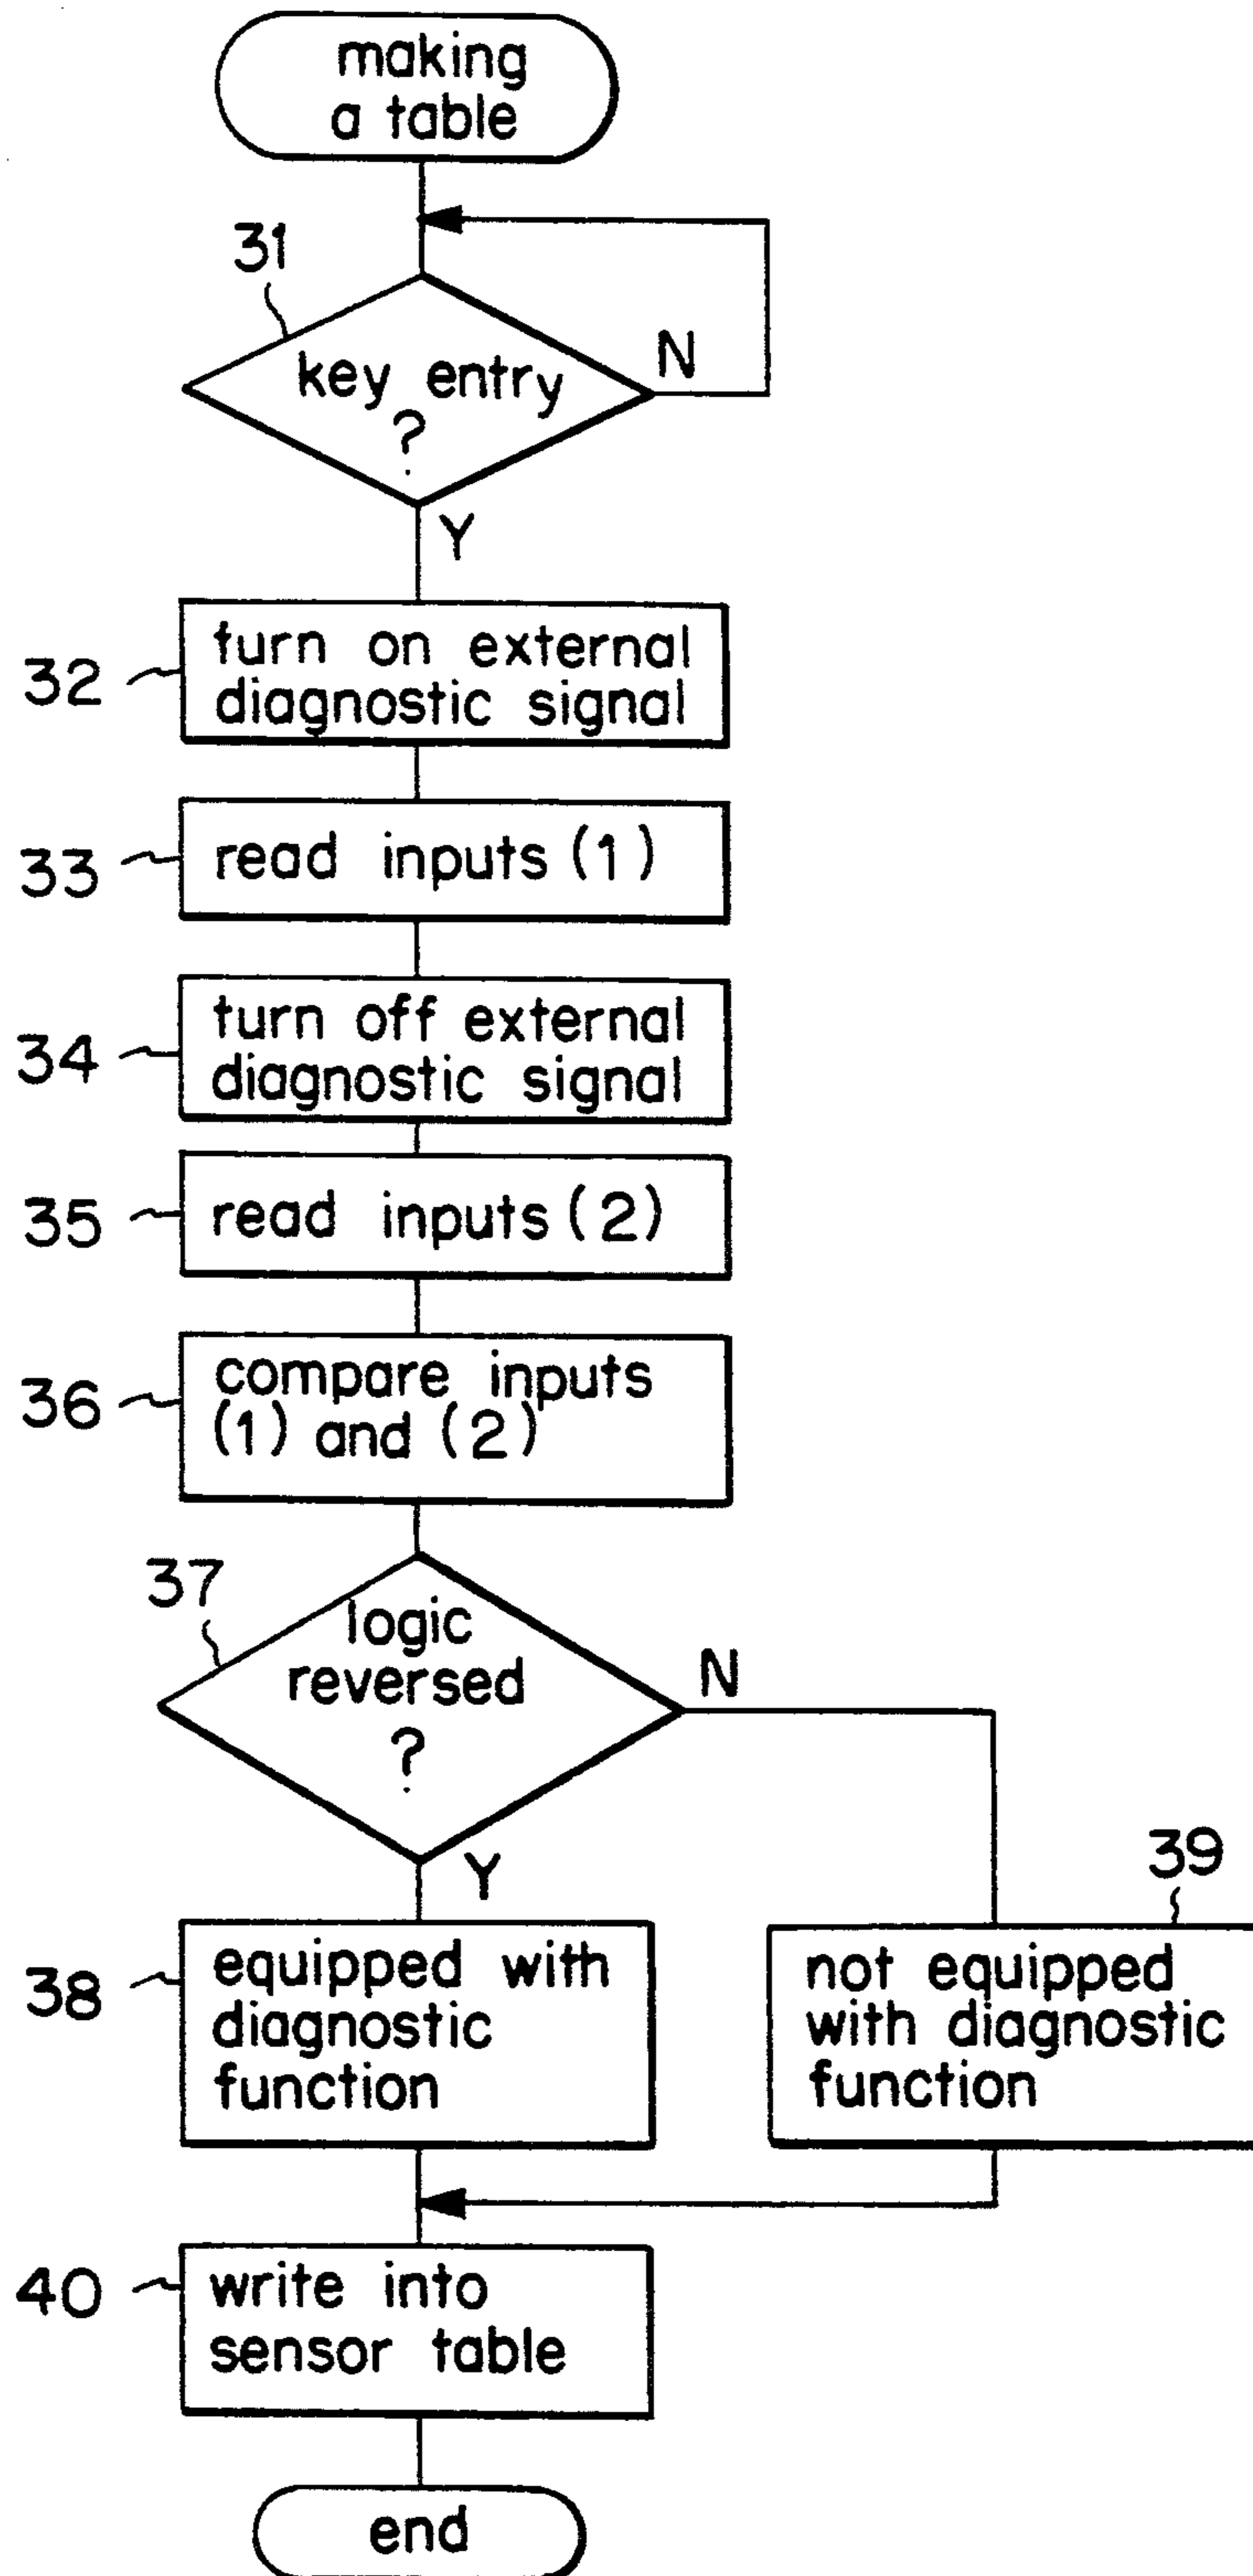 making
a table
31
key entry
?
N
Y
32
turn on external
diagnostic signal
33
read inputs (1)
34
turn off external
diagnostic signal
35
read inputs (2)
36
compare inputs
(1) and (2)
37
logic
reversed
?
N
Y
38
equipped with
diagnostic
function
39
not equipped
with diagnostic
function
40
write into
sensor table
end